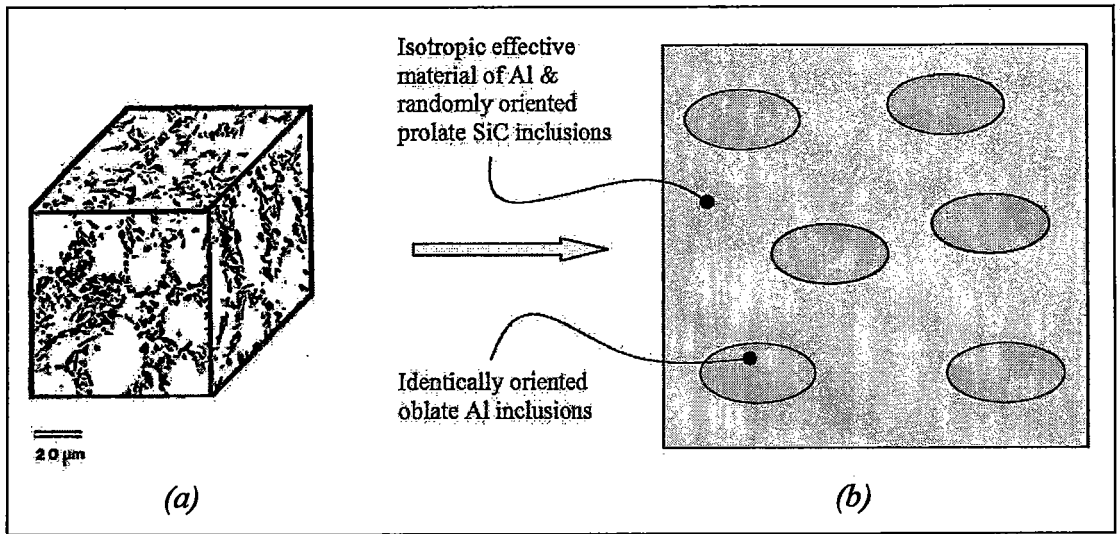 Isotropic effective
material of Al &
randomly oriented
prolate SiC inclusions
Identically oriented
oblate Al inclusions
20 µm
(a)
(b)